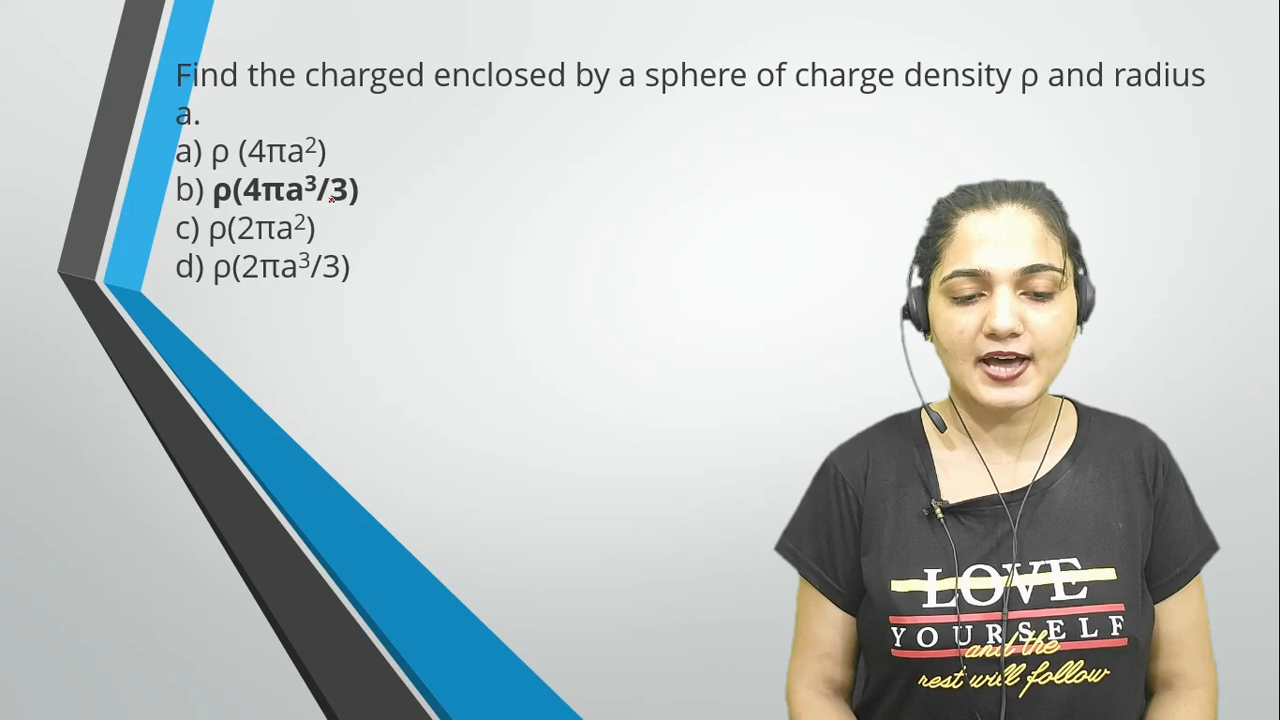 Find the charged enclosed by a sphere of charge density ρ and radius
a.
a) ρ (4πa²)
b) ρ(4πa³/3)
c) ρ(2πa²)
d) ρ(2πa³/3)
LOVE
YOURSELF
and the
rest will follow